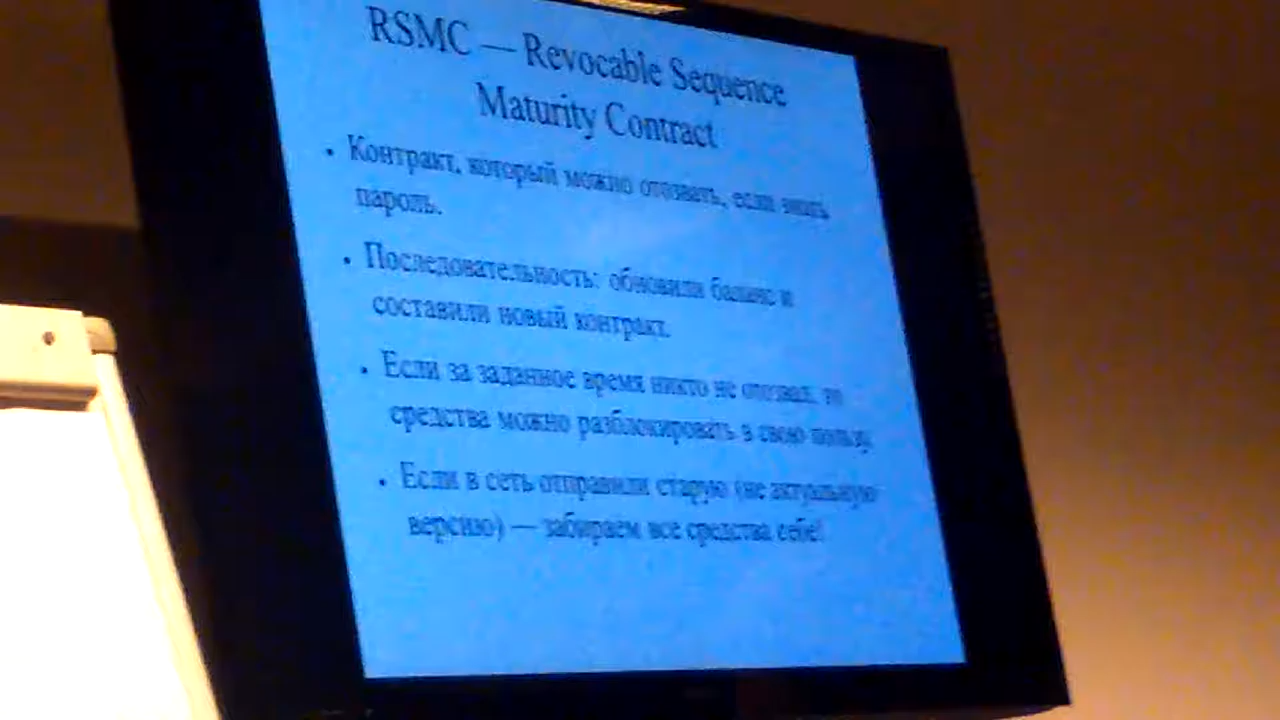 RSMC — Revocable Sequence
Maturity Contract
• Контракт, который можно отозвать, если знать
пароль.
• Последовательность: обновили баланс и
составили новый контракт.
• Если за заданное время никто не отозвал, то
средства можно разблокировать в свою пользу
• Если в сеть отправили старую (не актуальную
версию) — забираем все средства себе!